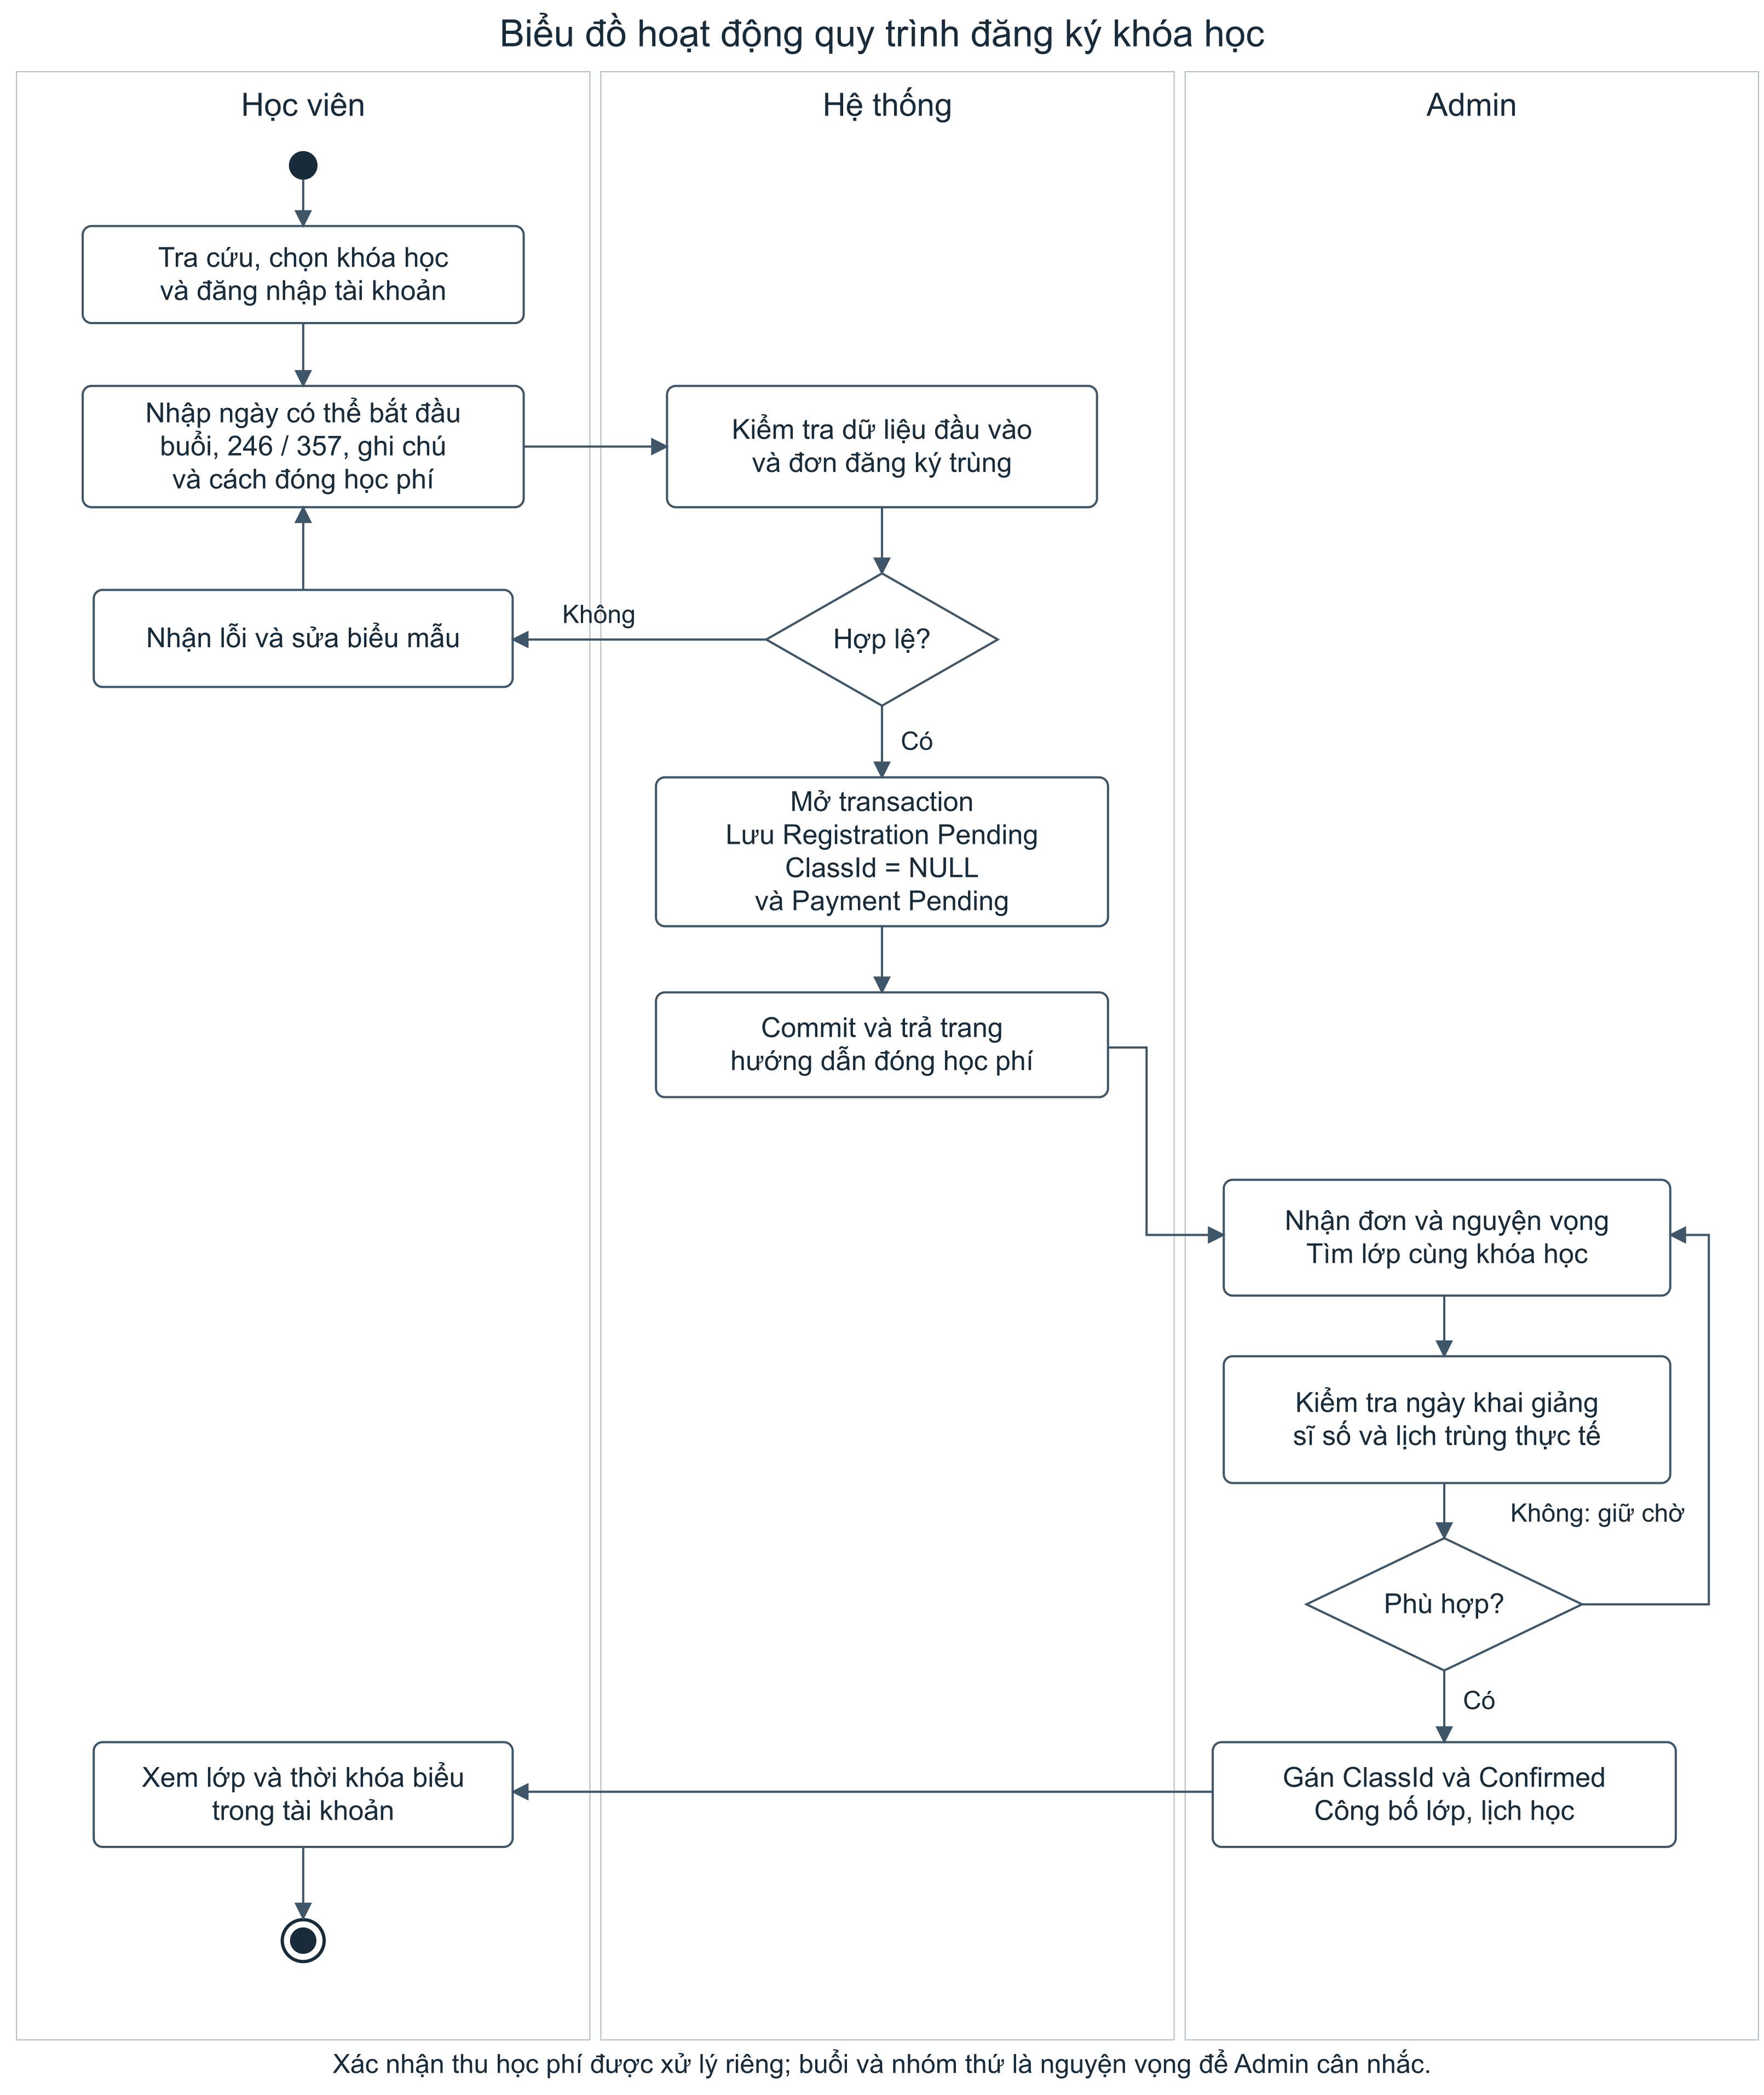 Biểu đồ hoạt động quy trình đăng ký khóa học
Học viên
Hệ thống
Admin
Tra cứu, chọn khóa học
và đăng nhập tài khoản
Nhập ngày có thể bắt đầu
buổi, 246 / 357, ghi chú
và cách đóng học phí
Kiểm tra dữ liệu đầu vào
và đơn đăng ký trùng
Nhận lỗi và sửa biểu mẫu
Không
Hợp lệ?
Có
Mở transaction
Lưu Registration Pending
ClassId = NULL
và Payment Pending
Commit và trả trang
hướng dẫn đóng học phí
Nhận đơn và nguyện vọng
Tìm lớp cùng khóa học
Kiểm tra ngày khai giảng
sĩ số và lịch trùng thực tế
Không: giữ chờ
Phù hợp?
Có
Xem lớp và thời khóa biểu
trong tài khoản
Gán ClassId và Confirmed
Công bố lớp, lịch học
Xác nhận thu học phí được xử lý riêng; buổi và nhóm thứ là nguyện vọng để Admin cân nhắc.